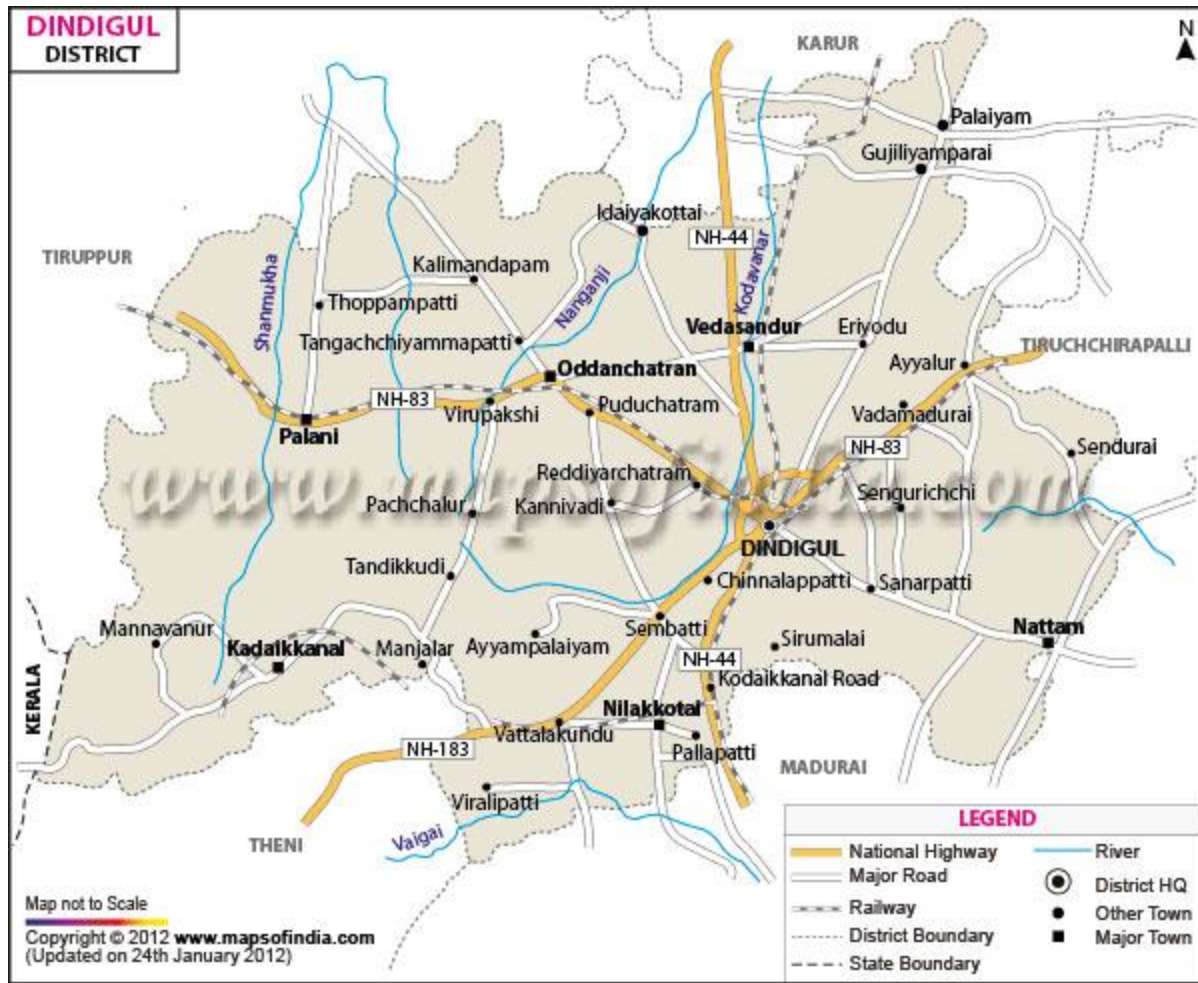 DINDIGUL
DISTRICT
N
KARUR
Palaiyam
Gujiliyamparai
Idaiyakottai
NH-44
Kodavanar
TIRUPPUR
Shanmukha
Kalimandapam
Nanganji
Thoppampatti
Tangachchiyammapatti
Vedasandur
Eriyodu
TIRUCHCHIRAPALLI
Ayyalur
Oddanchatran
NH-83
Virupakshi
Puduchatram
Vadamadurai
Palani
NH-83
Sendurai
www.mapsofindia.com
Reddiyarchatram
Sengurichchi
Pachchalur
Kannivadi
DINDIGUL
Tandikkudi
Chinnalappatti
Sanarpatti
Mannavanur
Kadaikkanal
Manjalar
Ayyampalaiyam
Sembatti
Sirumalai
Nattam
NH-44
Kodaikkanal Road
KERALA
Nilakkotai
NH-183
Vattalakundu
Pallapatti
MADURAI
Viralipatti
THENI
Vaigai
LEGEND
National Highway
Major Road
Railway
District Boundary
State Boundary
River
District HQ
Other Town
Major Town
Map not to Scale
Copyright © 2012 www.mapsofindia.com
(Updated on 24th January 2012)